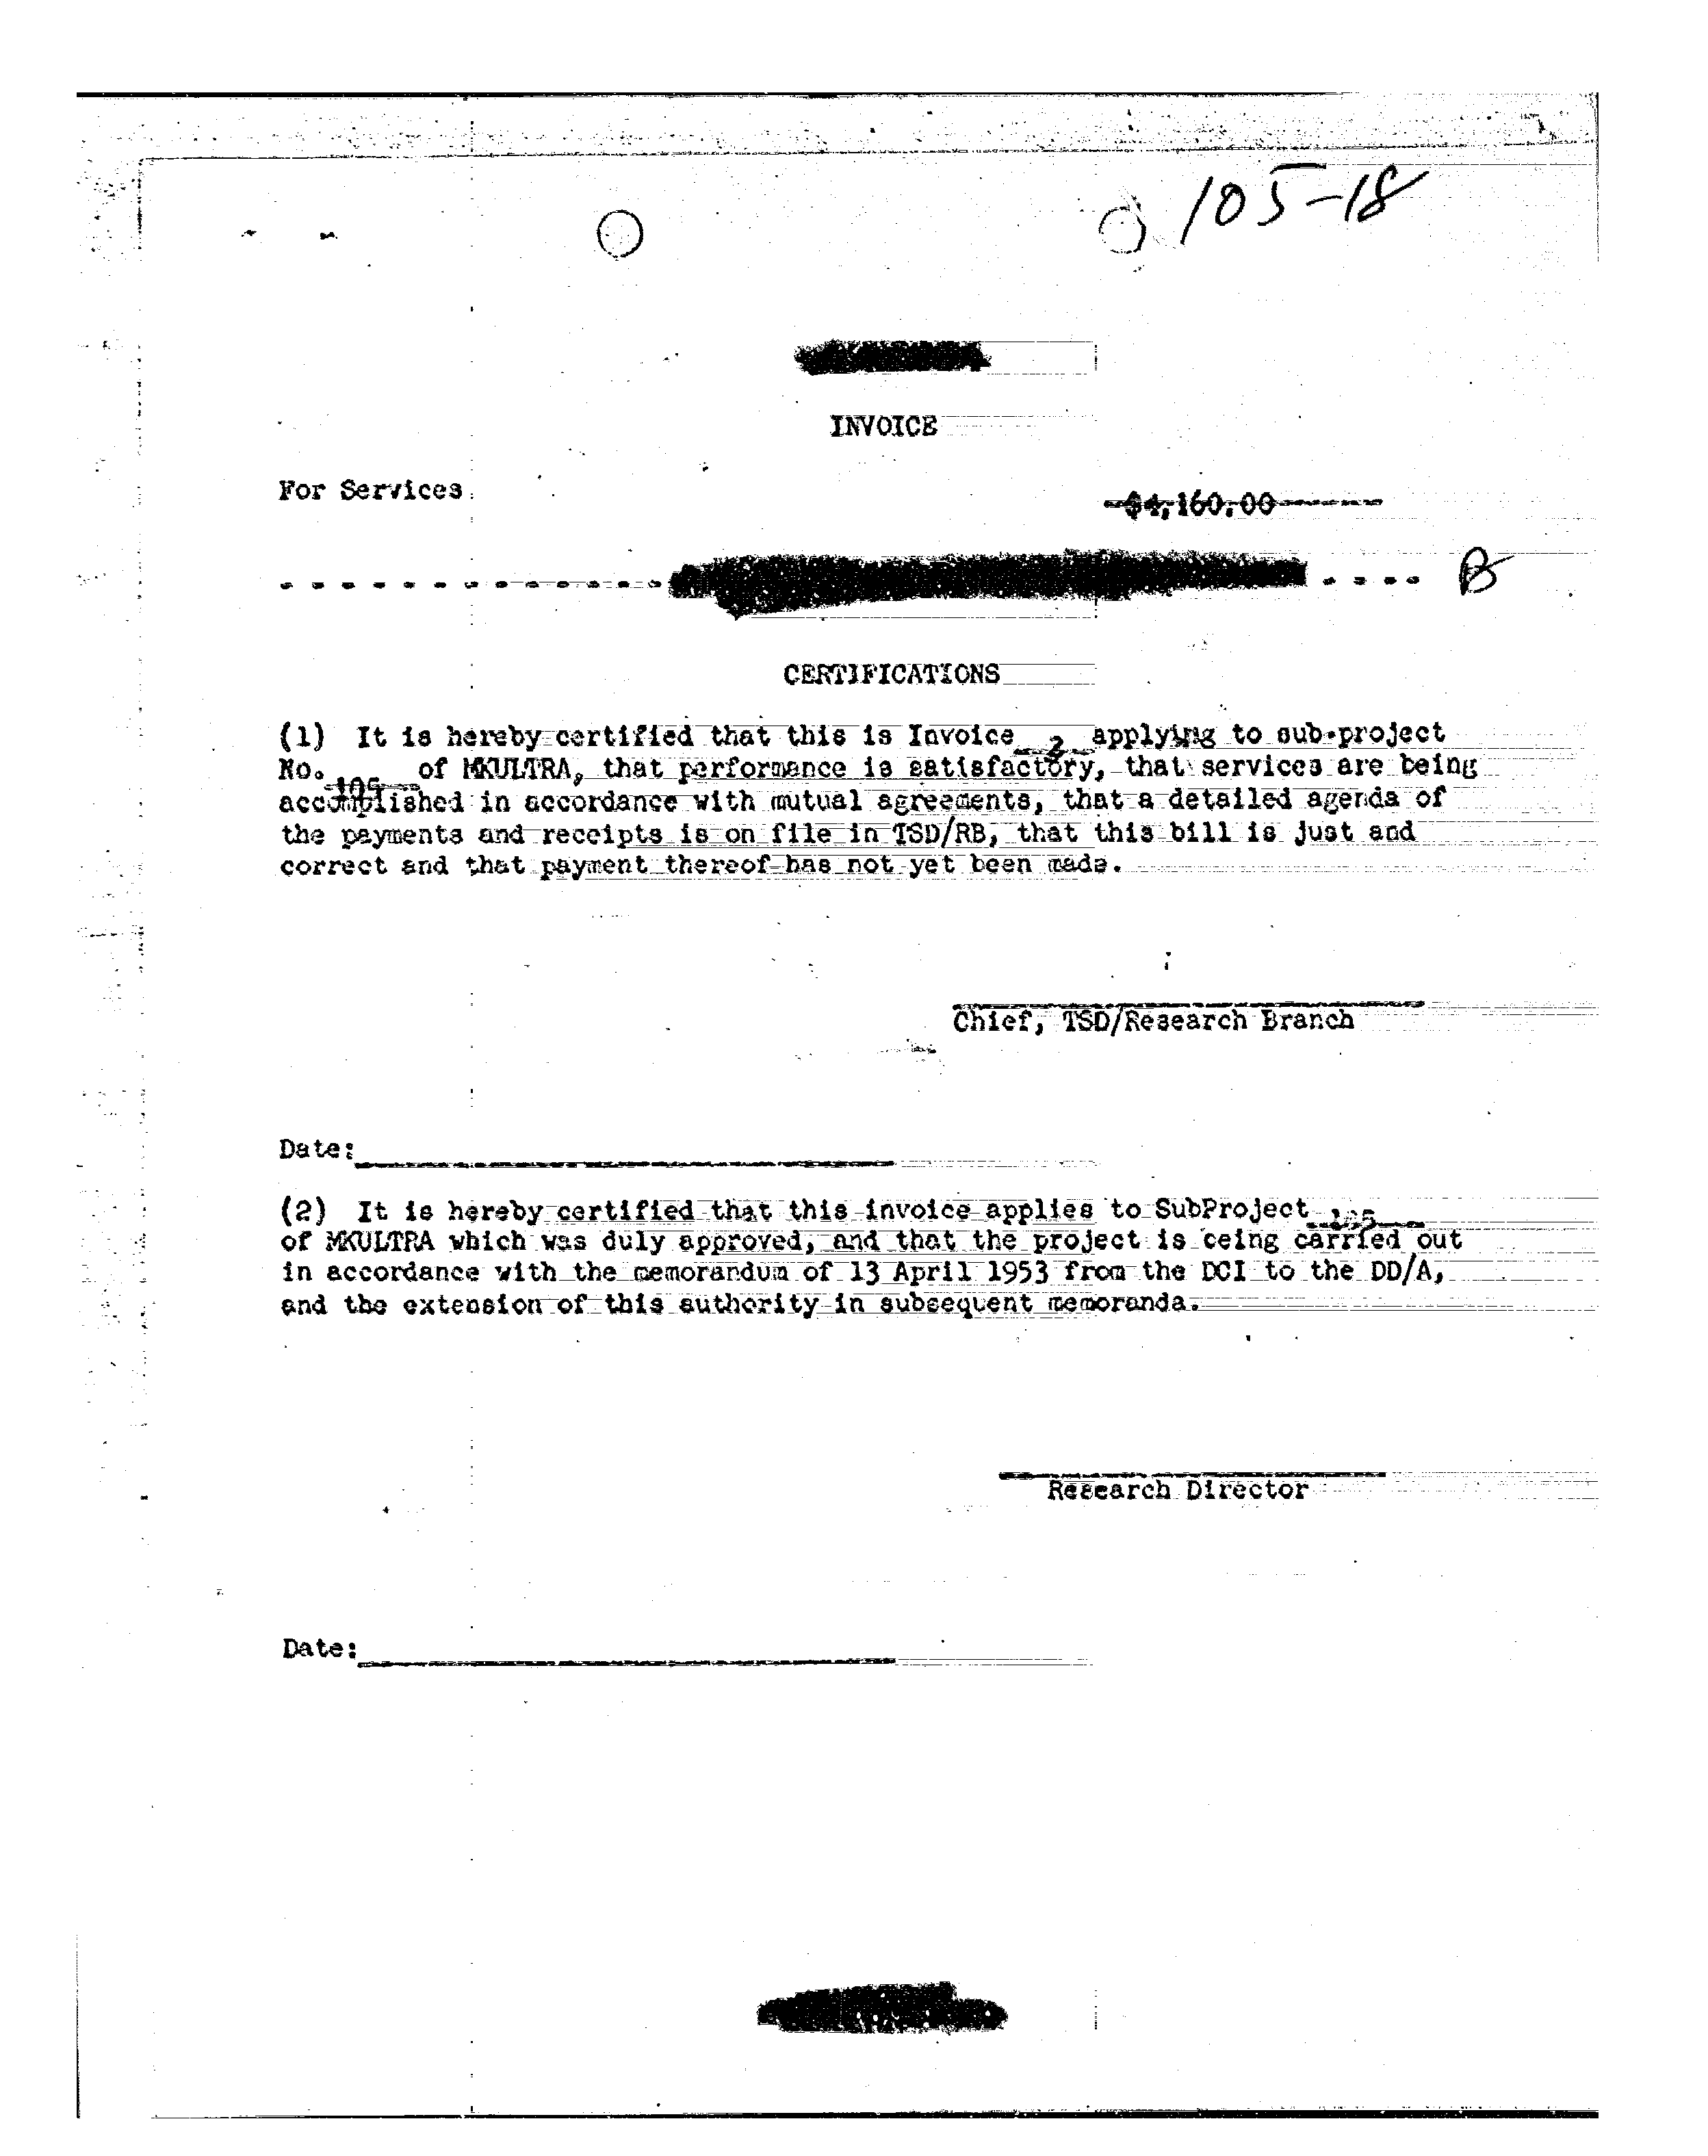 105-18
INVOICE
For Services
$4,160.00
B
CERTIFICATIONS
(1) It is hereby certified that this is Invoice 2 applying to sub-project
No. 105 of MKULTRA, that performance is satisfactory, that services are being
accomplished in accordance with mutual agreements, that a detailed agenda of
the payments and receipts is on file in TSD/RB, that this bill is just and
correct and that payment thereof has not yet been made.
Chief, TSD/Research Branch
Date:
(2) It is hereby certified that this invoice applies to SubProject 105
of MKULTRA which was duly approved, and that the project is being carried out
in accordance with the memorandum of 13 April 1953 from the DCI to the DD/A,
and the extension of this authority in subsequent memoranda.
Research Director
Date: